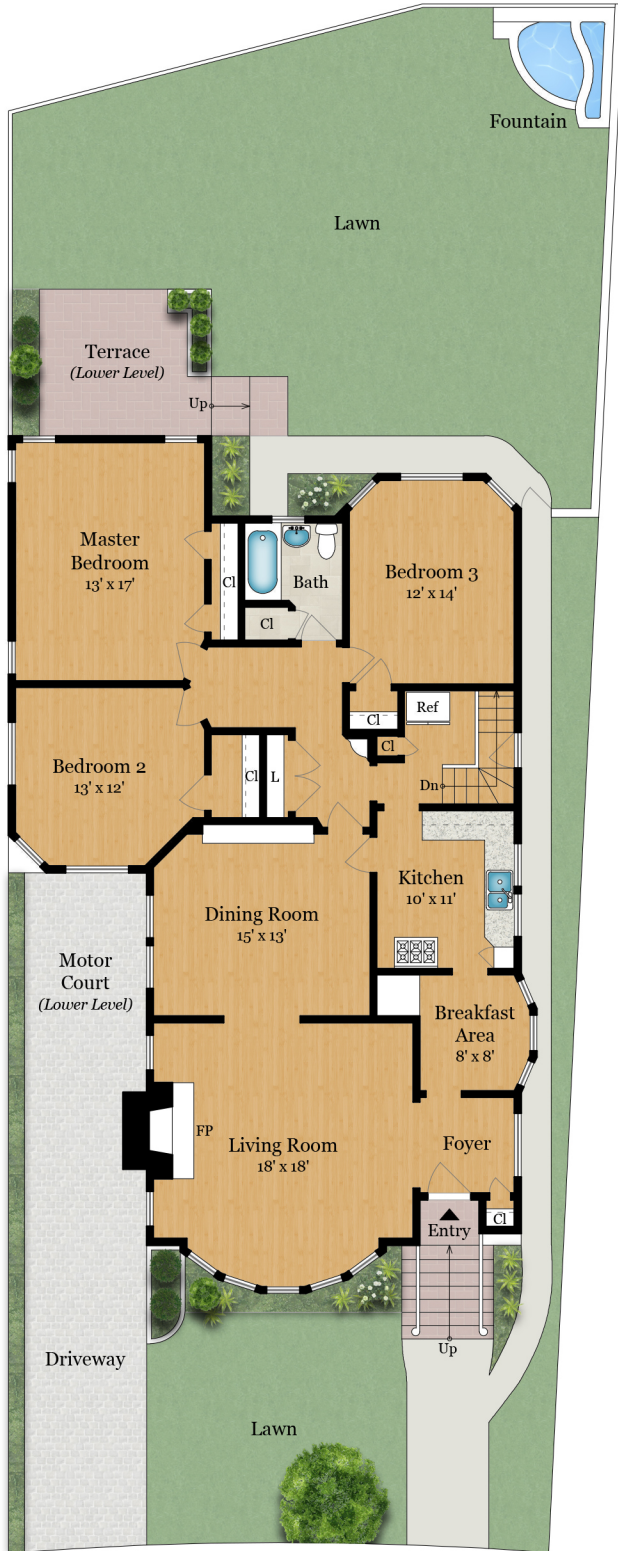 Fountain
Lawn
Terrace
(Lower Level)
Up
Master
Bedroom
13' x 17'
Cl
Bath
Cl
Bedroom 3
12' x 14'
Cl
Ref
Bedroom 2
13' x 12'
Cl
L
Cl
Dn
Kitchen
10' x 11'
Dining Room
15' x 13'
Motor
Court
(Lower Level)
Breakfast
Area
8' x 8'
FP
Living Room
18' x 18'
Foyer
Cl
Entry
Up
Driveway
Lawn